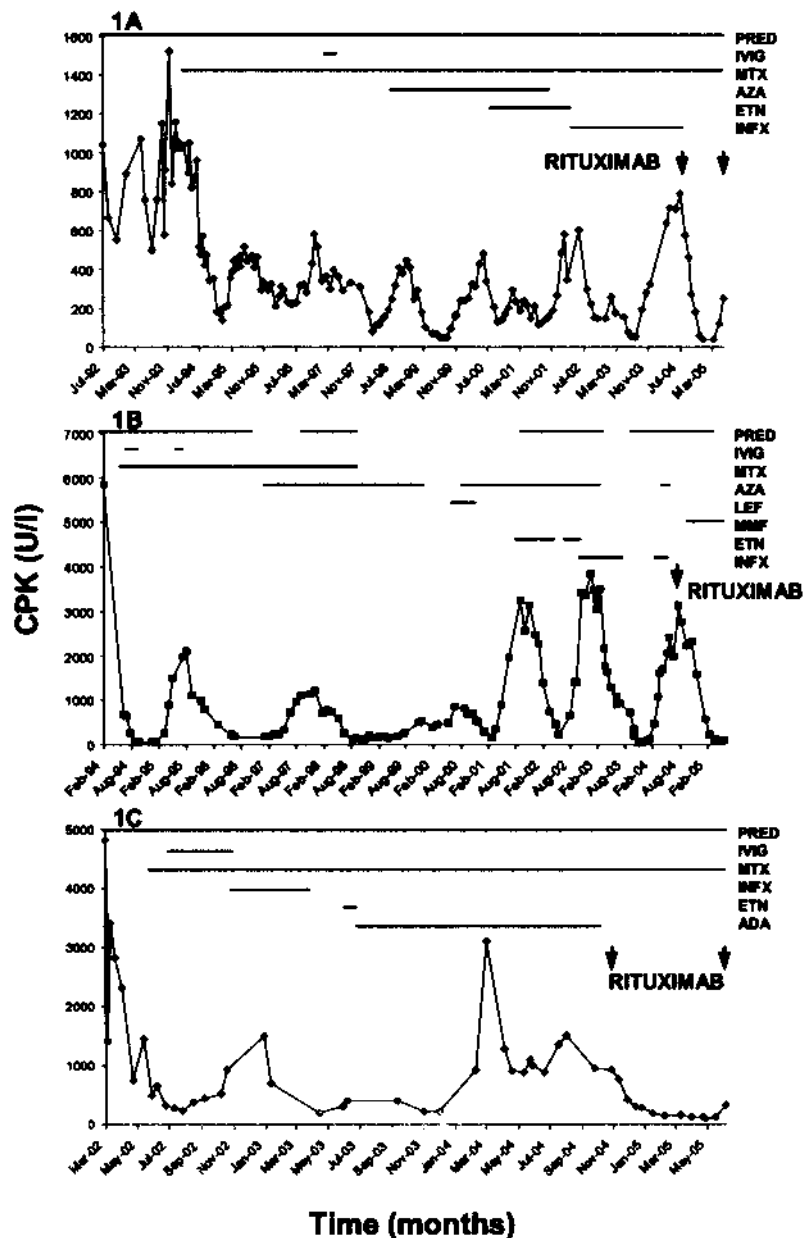 1A
1600
1400
1200
1000
800
600
400
200
0
PRED
IVIG
MTX
AZA
ETN
INFX
RITUXIMAB
Jul-92
Mar-93
Nov-93
Jul-94
Mar-95
Nov-95
Jul-96
Mar-97
Nov-97
Jul-98
Mar-99
Nov-99
Jul-00
Mar-01
Nov-01
Jul-02
Mar-03
Nov-03
Jul-04
Mar-05
1B
7000
6000
5000
4000
3000
2000
1000
0
PRED
IVIG
MTX
AZA
LEF
MMF
ETN
INFX
RITUXIMAB
CPK (U/l)
Feb-94
Aug-94
Feb-95
Aug-95
Feb-96
Aug-96
Feb-97
Aug-97
Feb-98
Aug-98
Feb-99
Aug-99
Feb-00
Aug-00
Feb-01
Aug-01
Feb-02
Aug-02
Feb-03
Aug-03
Feb-04
Aug-04
Feb-05
1C
5000
4000
3000
2000
1000
0
PRED
IVIG
MTX
INFX
ETN
ADA
RITUXIMAB
Mar-02
May-02
Jul-02
Sep-02
Nov-02
Jan-03
Mar-03
May-03
Jul-03
Sep-03
Nov-03
Jan-04
Mar-04
May-04
Jul-04
Sep-04
Nov-04
Jan-05
Mar-05
May-05
Time (months)